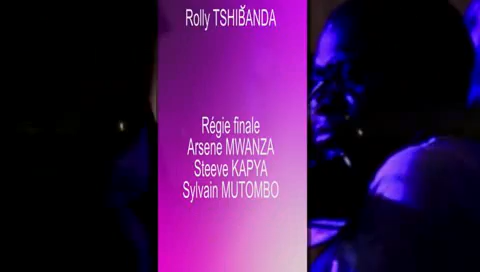 Rolly TSHIBANDA
Régie finale
Arsene MWANZA
Steeve KAPYA
Sylvain MUTOMBO